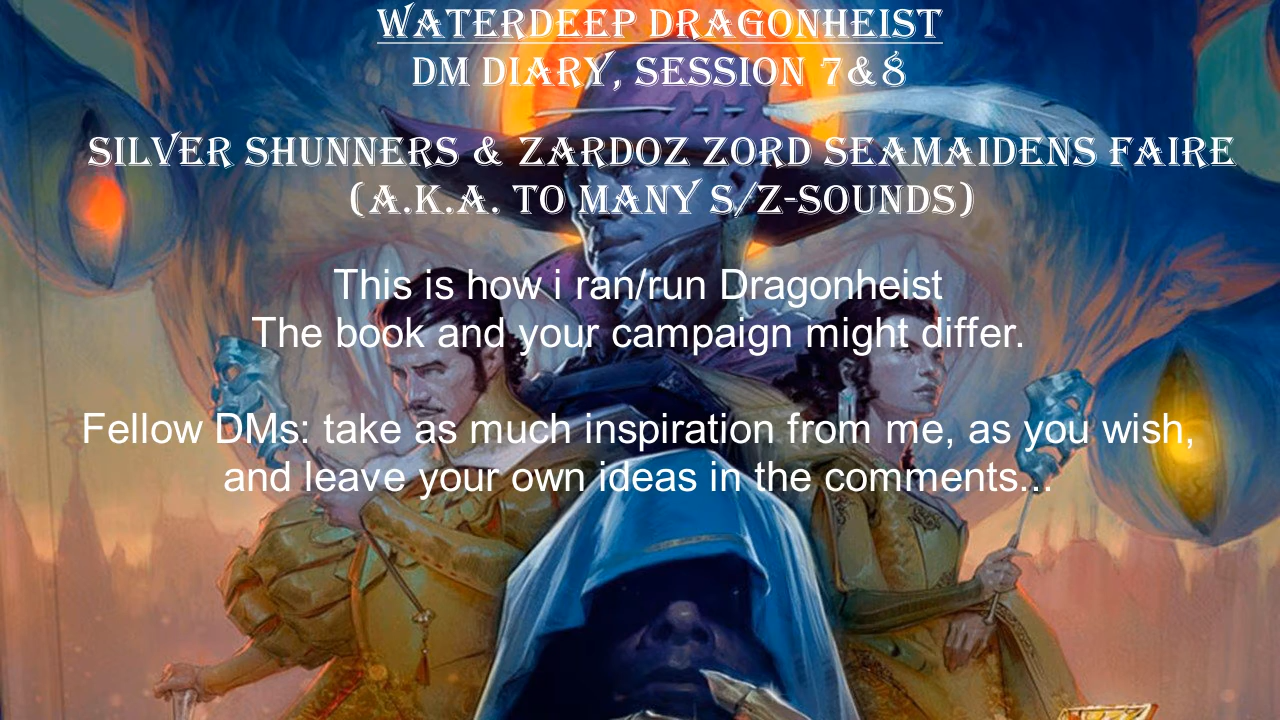 WATERDEEP DRAGONHEIST
DM DIARY, SESSION 7&8
SILVER SHUNNERS & ZARDOZ ZORD SEAMAIDENS FAIRE
(A.K.A. TO MANY S/Z-SOUNDS)
This is how i ran/run Dragonheist
The book and your campaign might differ.
Fellow DMs: take as much inspiration from me, as you wish,
and leave your own ideas in the comments...